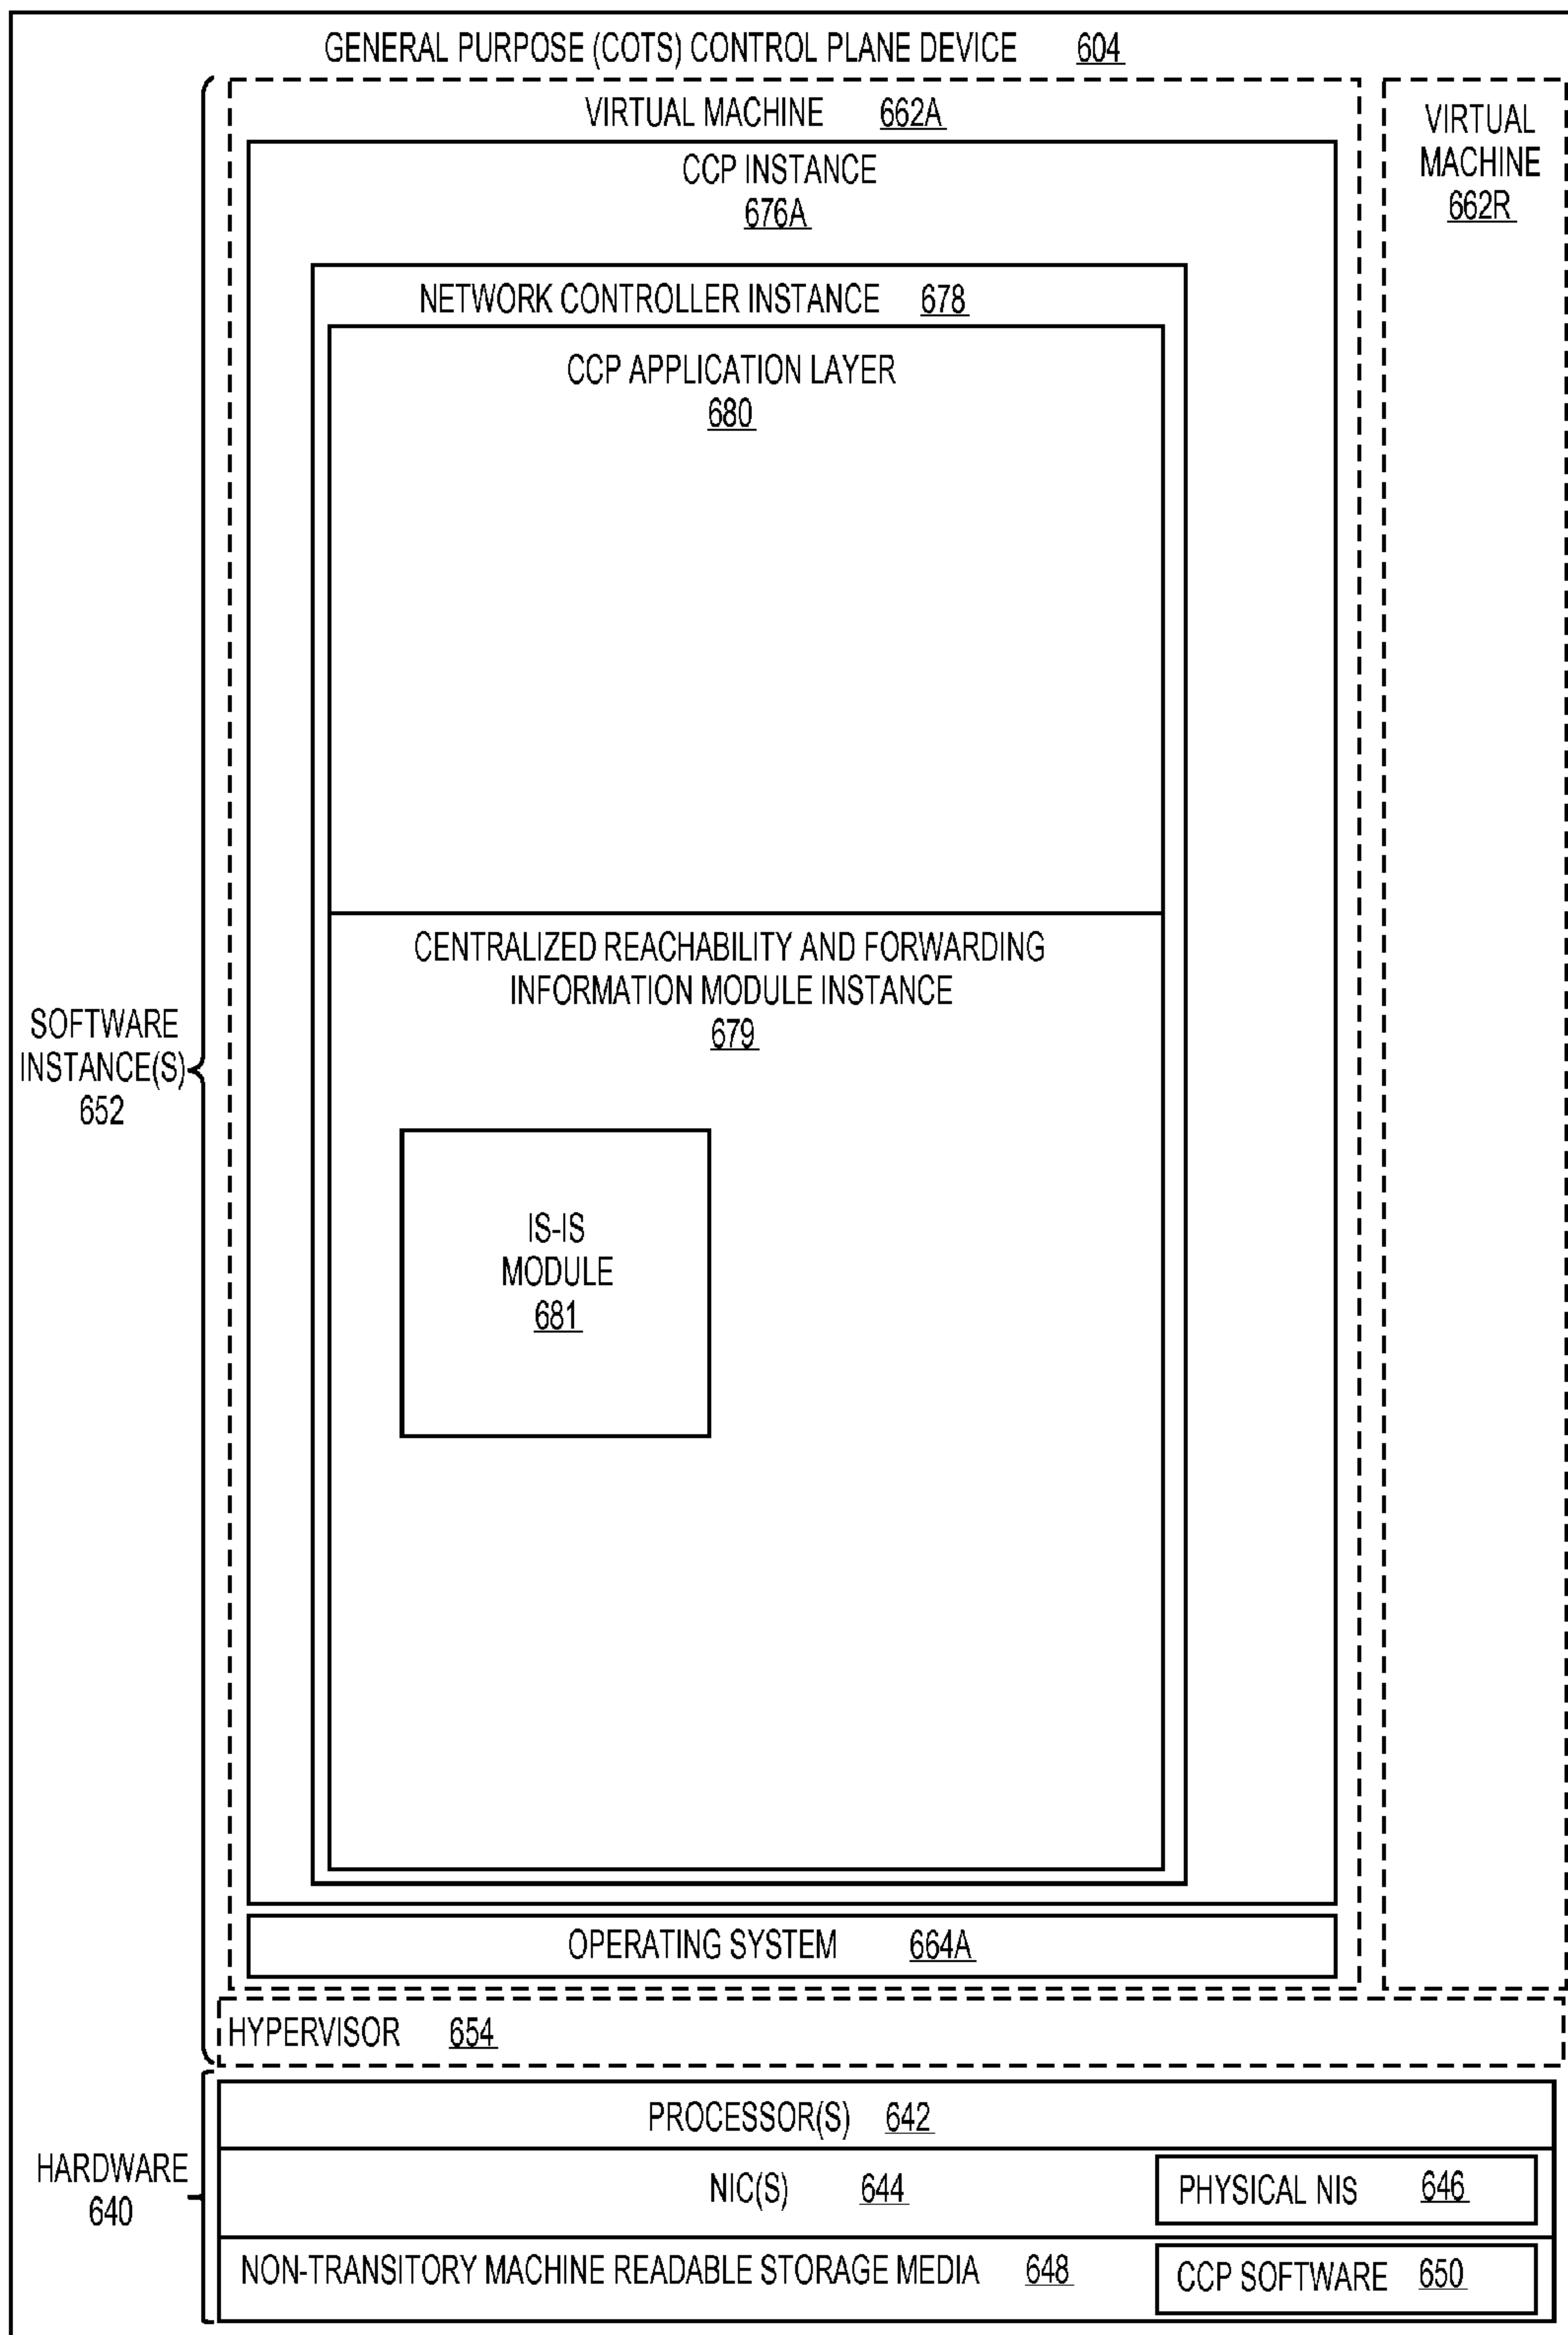 GENERAL PURPOSE (COTS) CONTROL PLANE DEVICE 604
VIRTUAL MACHINE 662A
VIRTUAL
MACHINE
662R
CCP INSTANCE
676A
NETWORK CONTROLLER INSTANCE 678
CCP APPLICATION LAYER
680
CENTRALIZED REACHABILITY AND FORWARDING
INFORMATION MODULE INSTANCE
679
SOFTWARE
INSTANCE(S)
652
IS-IS
MODULE
681
OPERATING SYSTEM 664A
HYPERVISOR 654
PROCESSOR(S) 642
HARDWARE
640
NIC(S) 644
PHYSICAL NIS 646
NON-TRANSITORY MACHINE READABLE STORAGE MEDIA 648
CCP SOFTWARE 650